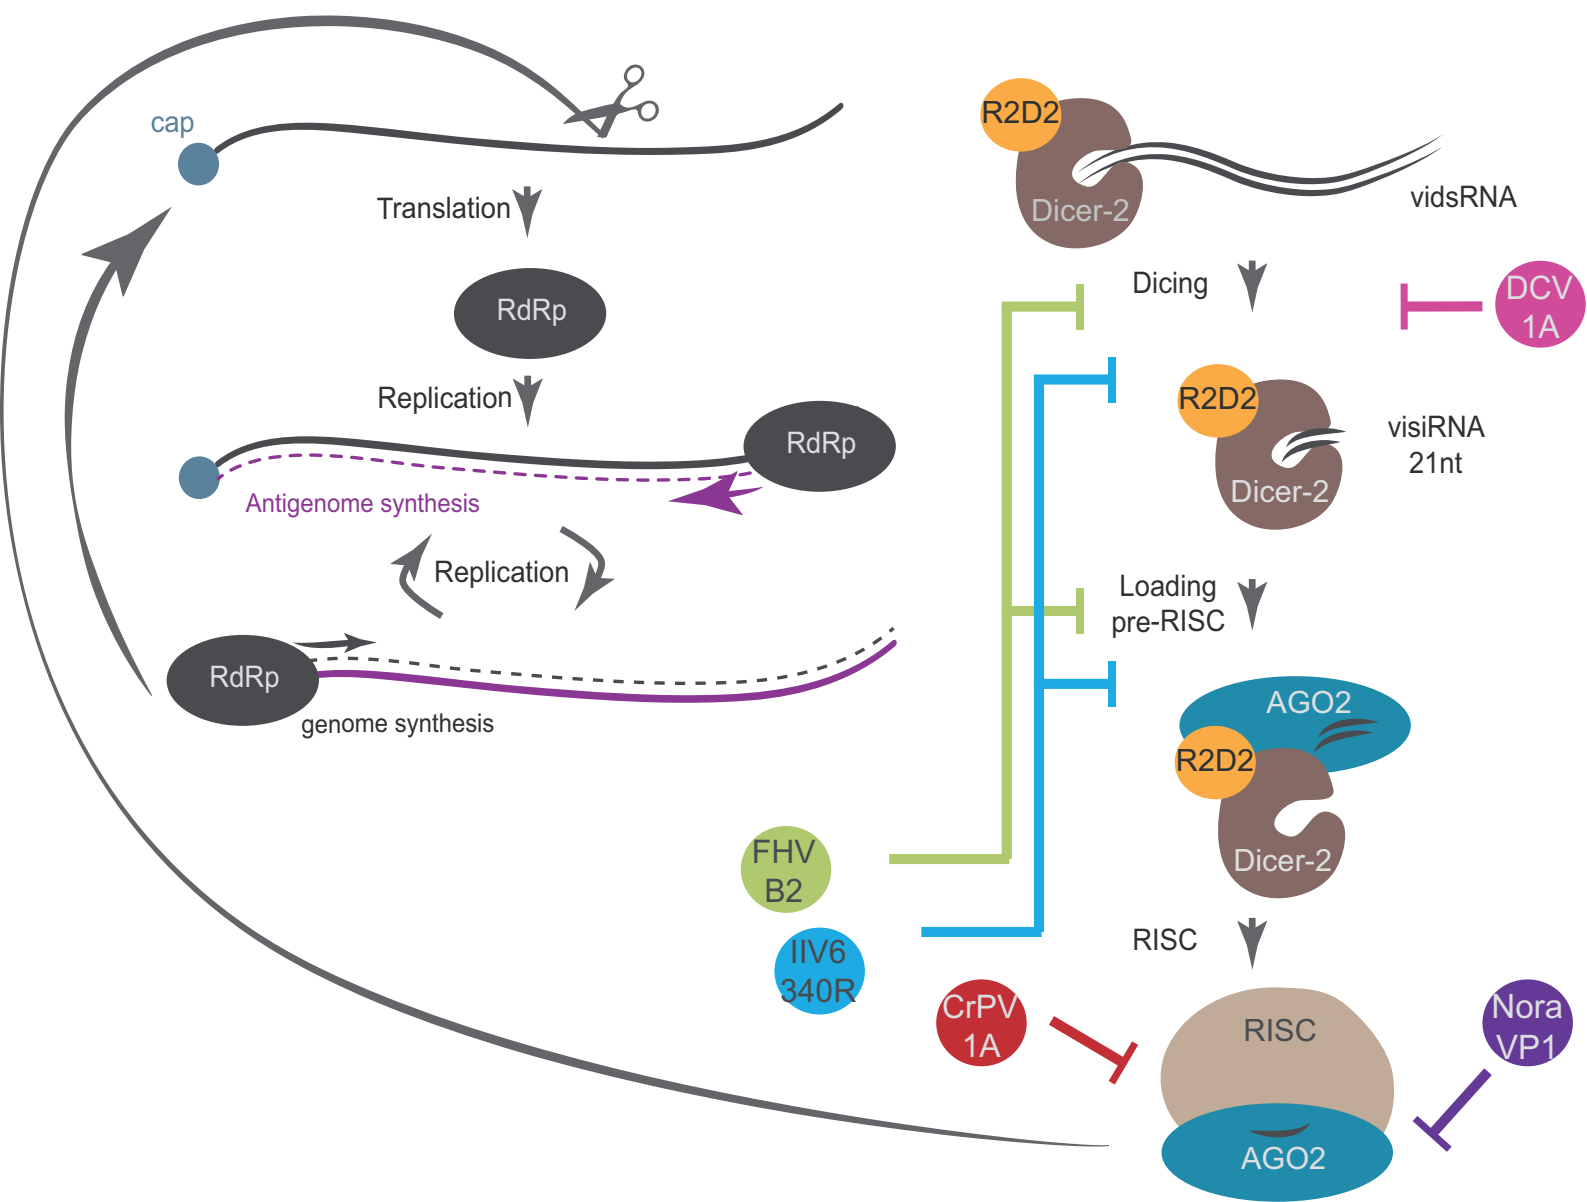 cap
Translation
RdRp
Replication
RdRp
Antigenome synthesis
Replication
RdRp
genome synthesis
R2D2
Dicer-2
vidsRNA
Dicing
DCV
1A
R2D2
Dicer-2
visiRNA
21nt
Loading
pre-RISC
AGO2
R2D2
Dicer-2
FHV
B2
IIV6
340R
RISC
CrPV
1A
RISC
AGO2
Nora
VP1